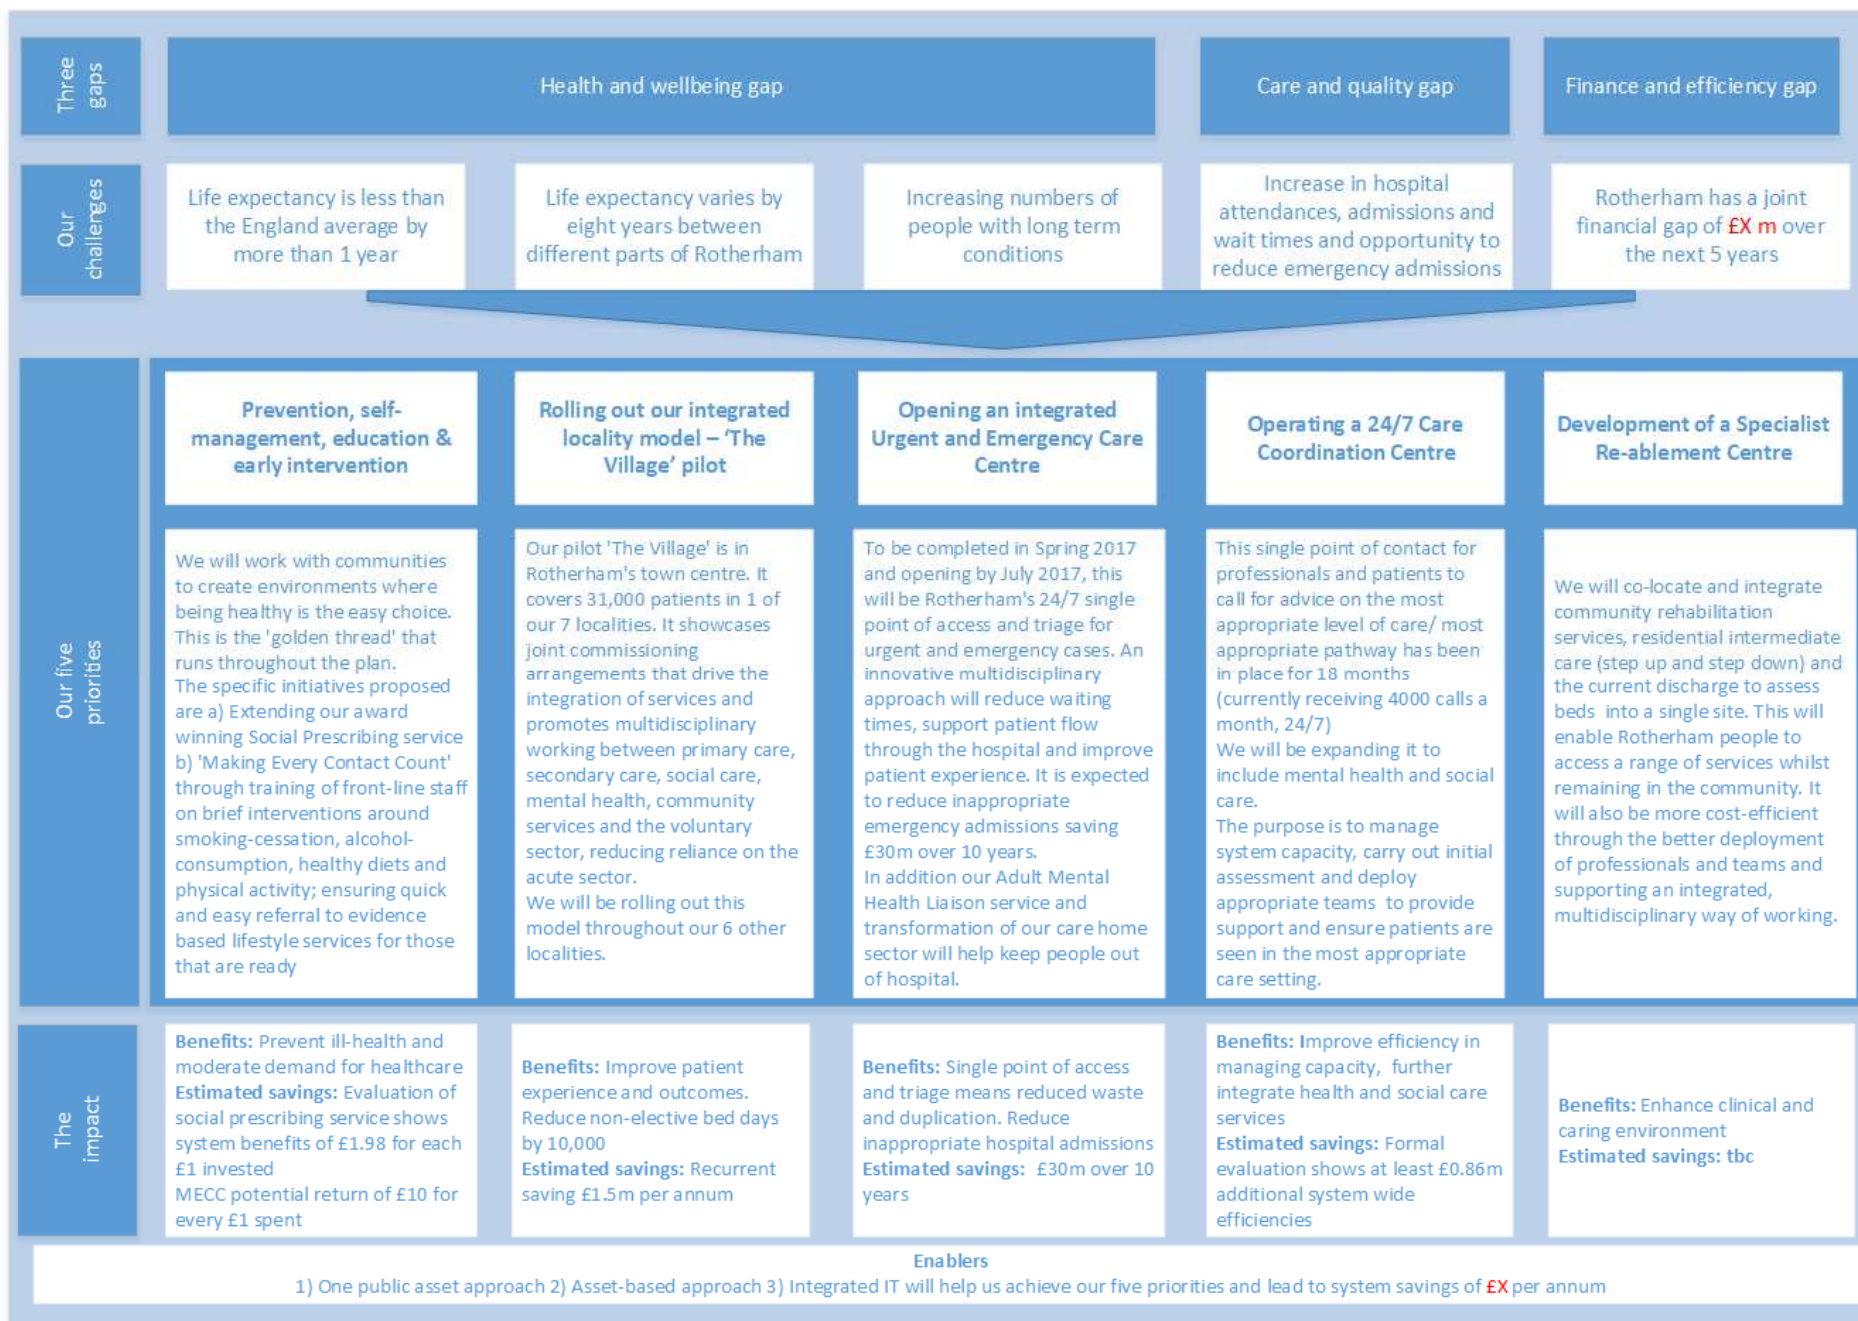 Three
gaps
Health and wellbeing gap
Care and quality gap
Finance and efficiency gap
Our
challenges
Life expectancy is less than
the England average by
more than 1 year
Life expectancy varies by
eight years between
different parts of Rotherham
Increasing numbers of
people with long term
conditions
Increase in hospital
attendances, admissions and
wait times and opportunity to
reduce emergency admissions
Rotherham has a joint
financial gap of £X m over
the next 5 years
Our five
priorities
Prevention, self-
management, education &
early intervention
Rolling out our integrated
locality model – ‘The
Village’ pilot
Opening an integrated
Urgent and Emergency Care
Centre
Operating a 24/7 Care
Coordination Centre
Development of a Specialist
Re-ablement Centre
We will work with communities
to create environments where
being healthy is the easy choice.
This is the 'golden thread' that
runs throughout the plan.
The specific initiatives proposed
are a) Extending our award
winning Social Prescribing service
b) 'Making Every Contact Count'
through training of front-line staff
on brief interventions around
smoking-cessation, alcohol-
consumption, healthy diets and
physical activity; ensuring quick
and easy referral to evidence
based lifestyle services for those
that are ready
Our pilot 'The Village' is in
Rotherham's town centre. It
covers 31,000 patients in 1 of
our 7 localities. It showcases
joint commissioning
arrangements that drive the
integration of services and
promotes multidisciplinary
working between primary care,
secondary care, social care,
mental health, community
services and the voluntary
sector, reducing reliance on the
acute sector.
We will be rolling out this
model throughout our 6 other
localities.
To be completed in Spring 2017
and opening by July 2017, this
will be Rotherham's 24/7 single
point of access and triage for
urgent and emergency cases. An
innovative multidisciplinary
approach will reduce waiting
times, support patient flow
through the hospital and improve
patient experience. It is expected
to reduce inappropriate
emergency admissions saving
£30m over 10 years.
In addition our Adult Mental
Health Liaison service and
transformation of our care home
sector will help keep people out
of hospital.
This single point of contact for
professionals and patients to
call for advice on the most
appropriate level of care/ most
appropriate pathway has been
in place for 18 months
(currently receiving 4000 calls a
month, 24/7)
We will be expanding it to
include mental health and social
care.
The purpose is to manage
system capacity, carry out initial
assessment and deploy
appropriate teams to provide
support and ensure patients are
seen in the most appropriate
care setting.
We will co-locate and integrate
community rehabilitation
services, residential intermediate
care (step up and step down) and
the current discharge to assess
beds into a single site. This will
enable Rotherham people to
access a range of services whilst
remaining in the community. It
will also be more cost-efficient
through the better deployment
of professionals and teams and
supporting an integrated,
multidisciplinary way of working.
The
impact
Benefits: Prevent ill-health and
moderate demand for healthcare
Estimated savings: Evaluation of
social prescribing service shows
system benefits of £1.98 for each
£1 invested
MECC potential return of £10 for
every £1 spent
Benefits: Improve patient
experience and outcomes.
Reduce non-elective bed days
by 10,000
Estimated savings: Recurrent
saving £1.5m per annum
Benefits: Single point of access
and triage means reduced waste
and duplication. Reduce
inappropriate hospital admissions
Estimated savings: £30m over 10
years
Benefits: Improve efficiency in
managing capacity, further
integrate health and social care
services
Estimated savings: Formal
evaluation shows at least £0.86m
additional system wide
efficiencies
Benefits: Enhance clinical and
caring environment
Estimated savings: tbc
Enablers
1) One public asset approach 2) Asset-based approach 3) Integrated IT will help us achieve our five priorities and lead to system savings of £X per annum